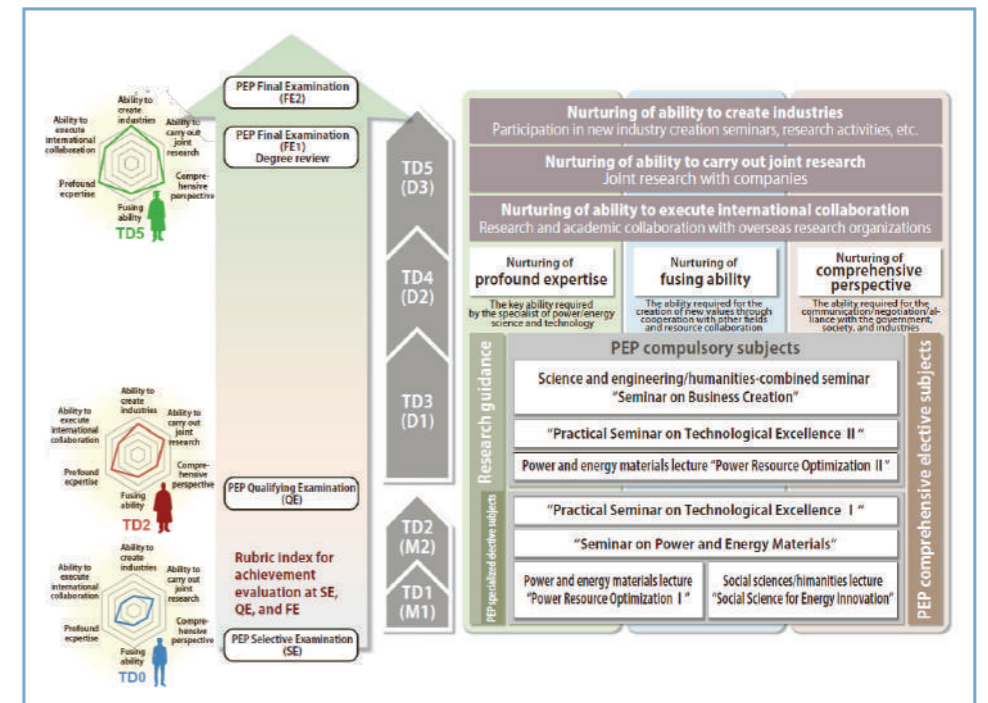 Ability to
create
industries
Ability to
execute
international
collaboration
Ability to
carry out
joint
research
Profound
ecpertise
Compre-
hensive
perspective
Fusing
ability
TD5
Ability to
create
industries
Ability to
execute
international
collaboration
Ability to
carry out
joint
research
Profound
ecpertise
Compre-
hensive
perspective
Fusing
ability
TD2
Ability to
create
industries
Ability to
execute
international
collaboration
Ability to
carry out
joint
research
Profound
ecpertise
Compre-
hensive
perspective
Fusing
ability
TD0
PEP Final Examination
(FE2)
PEP Final Examination
(FE1)
Degree review
PEP Qualifying Examination
(QE)
Rubric index for
achievement
evaluation at SE,
QE, and FE
PEP Selective Examination
(SE)
TD5
(D3)
TD4
(D2)
TD3
(D1)
TD2
(M2)
TD1
(M1)
Nurturing of ability to create industries
Participation in new industry creation seminars, research activities, etc.
Nurturing of ability to carry out joint research
Joint research with companies
Nurturing of ability to execute international collaboration
Research and academic collaboration with overseas research organizations
Nurturing of
profound expertise
The key ability required
by the specialist of power/energy
science and technology
Nurturing of
fusing ability
The ability required for the
creation of new values through
cooperation with other fields
and resource collaboration
Nurturing of
comprehensive
perspective
The ability required for the
communication/negotiation/al-
liance with the government,
society, and industries
Research guidance
PEP specialized elective subjects
PEP compulsory subjects
Science and engineering/humanities-combined seminar
"Seminar on Business Creation"
"Practical Seminar on Technological Excellence II"
Power and energy materials lecture "Power Resource Optimization II"
"Practical Seminar on Technological Excellence I"
"Seminar on Power and Energy Materials"
Power and energy materials lecture
"Power Resource Optimization I"
Social sciences/himanities lecture
"Social Science for Energy Innovation"
PEP comprehensive elective subjects